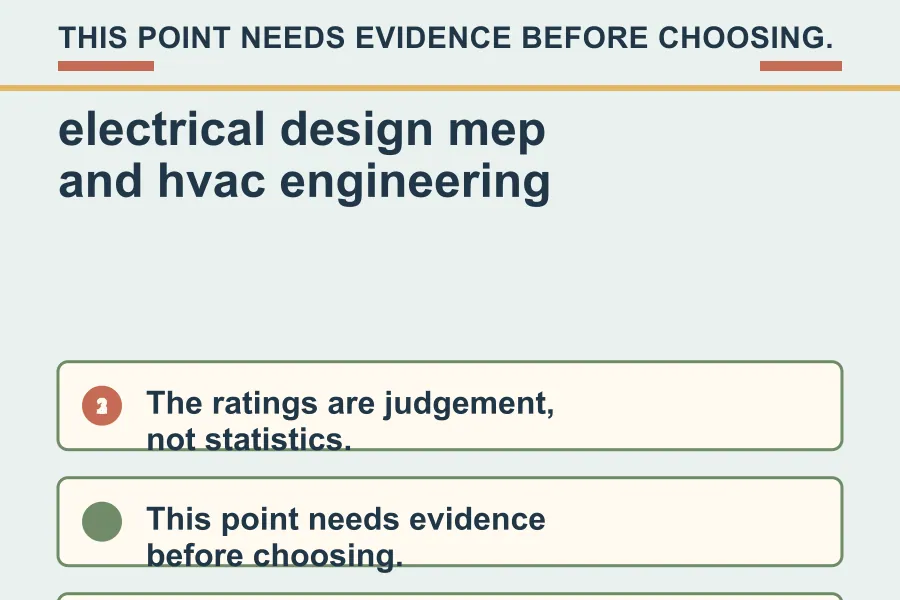 THIS POINT NEEDS EVIDENCE BEFORE CHOOSING.
electrical design mep
and hvac engineering
The ratings are judgement,
not statistics.
This point needs evidence
before choosing.